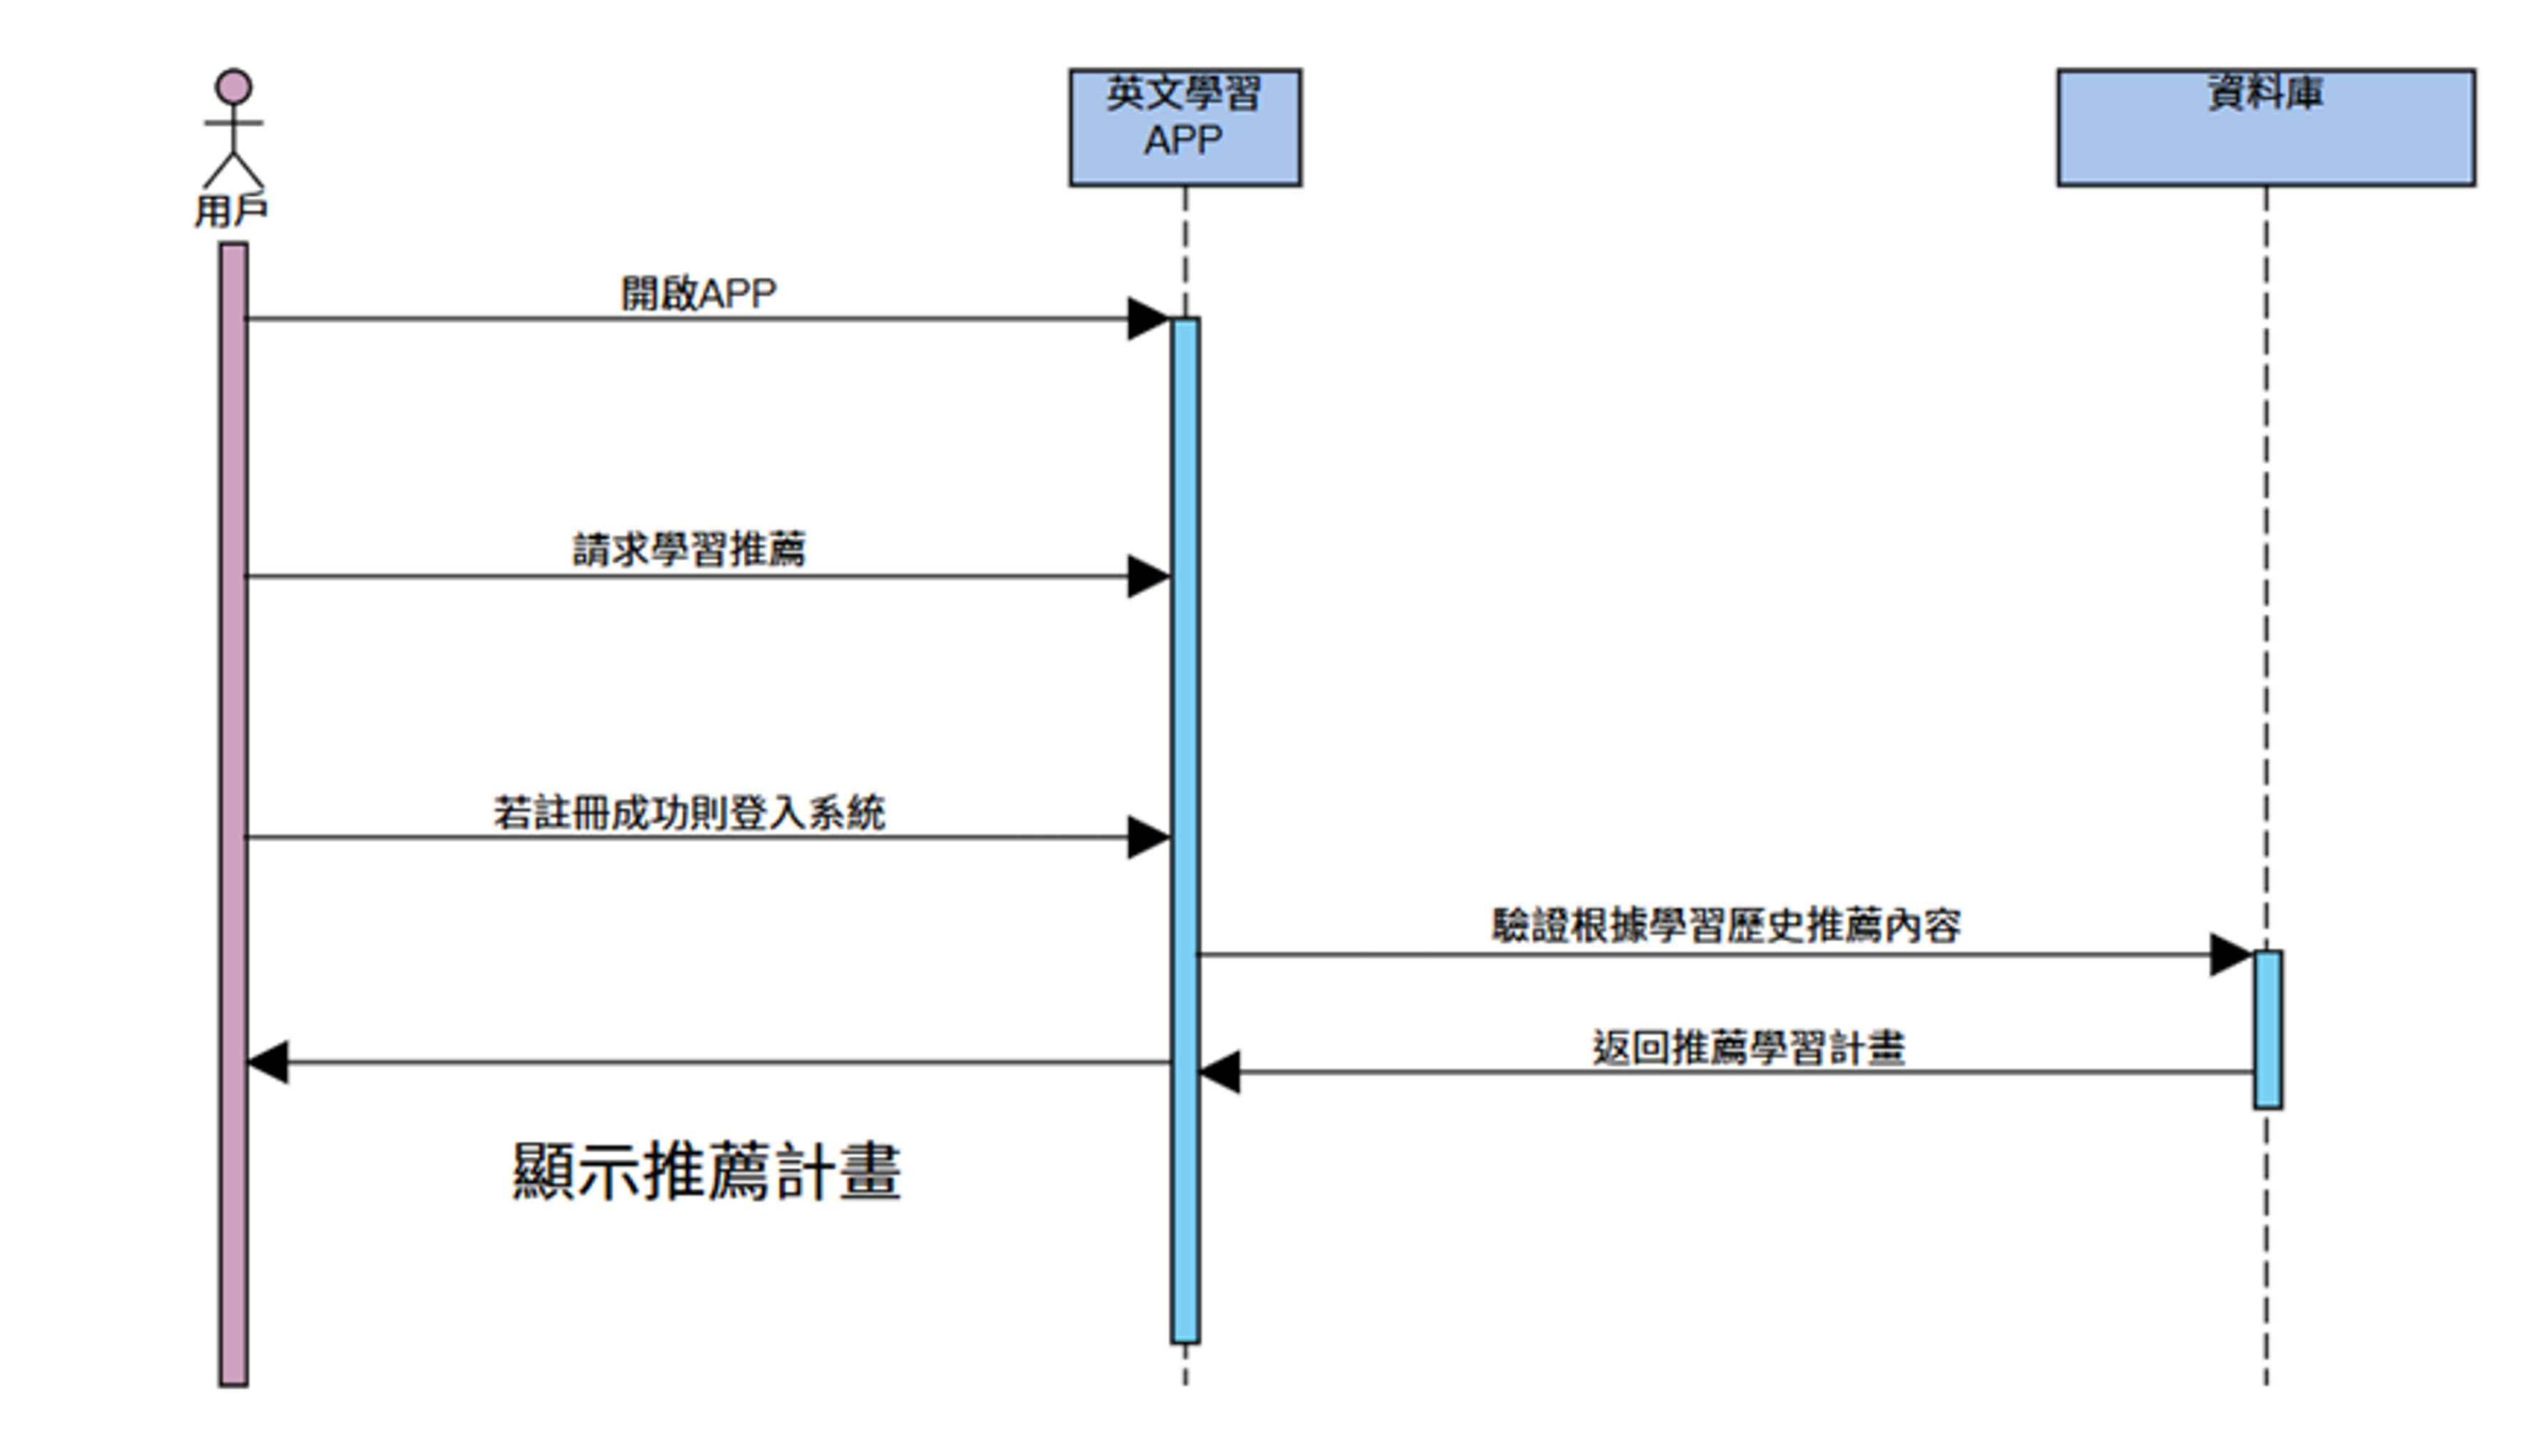 英文學習
APP
資料庫
用戶
開啟APP
請求學習推薦
若註冊成功則登入系統
驗證根據學習歷史推薦內容
返回推薦學習計畫
顯示推薦計畫